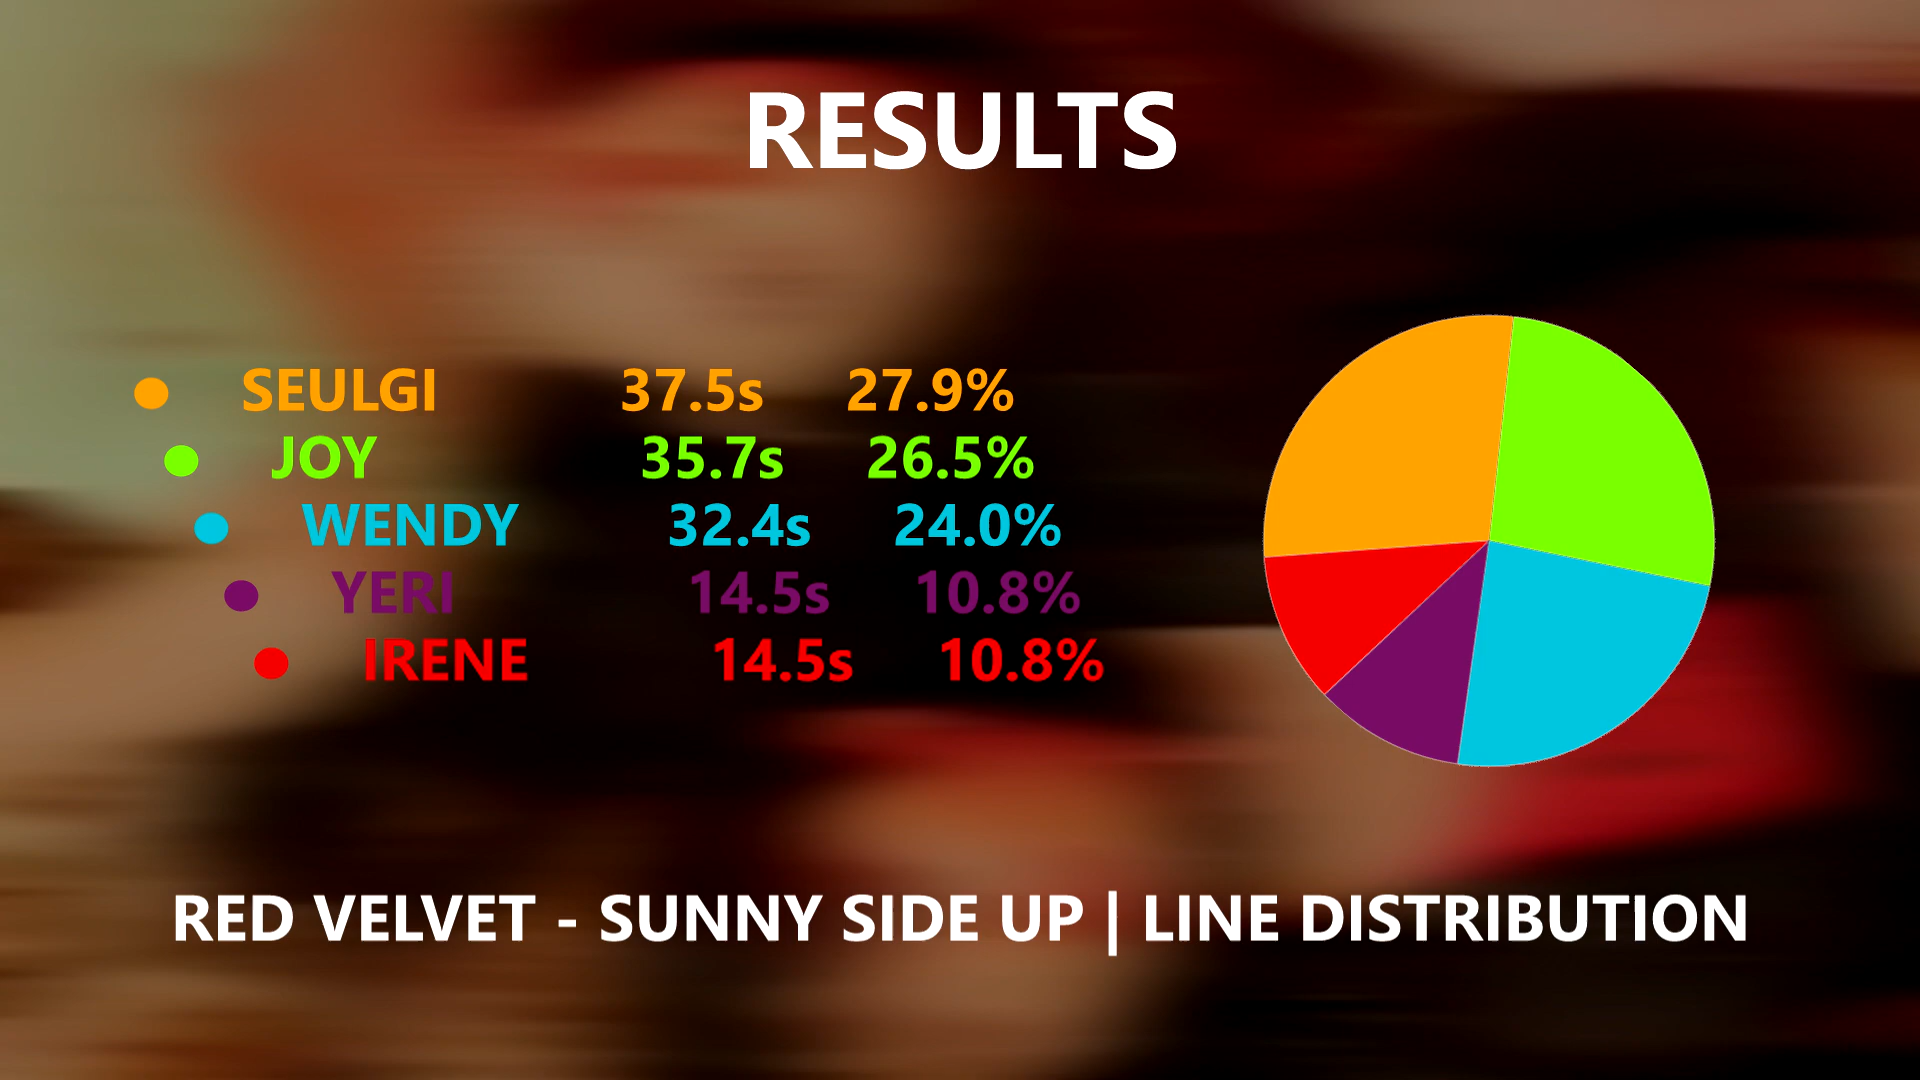 RESULTS
SEULGI 37.5s 27.9%
JOY 35.7s 26.5%
WENDY 32.4s 24.0%
YERI 14.5s 10.8%
IRENE 14.5s 10.8%
RED VELVET - SUNNY SIDE UP | LINE DISTRIBUTION